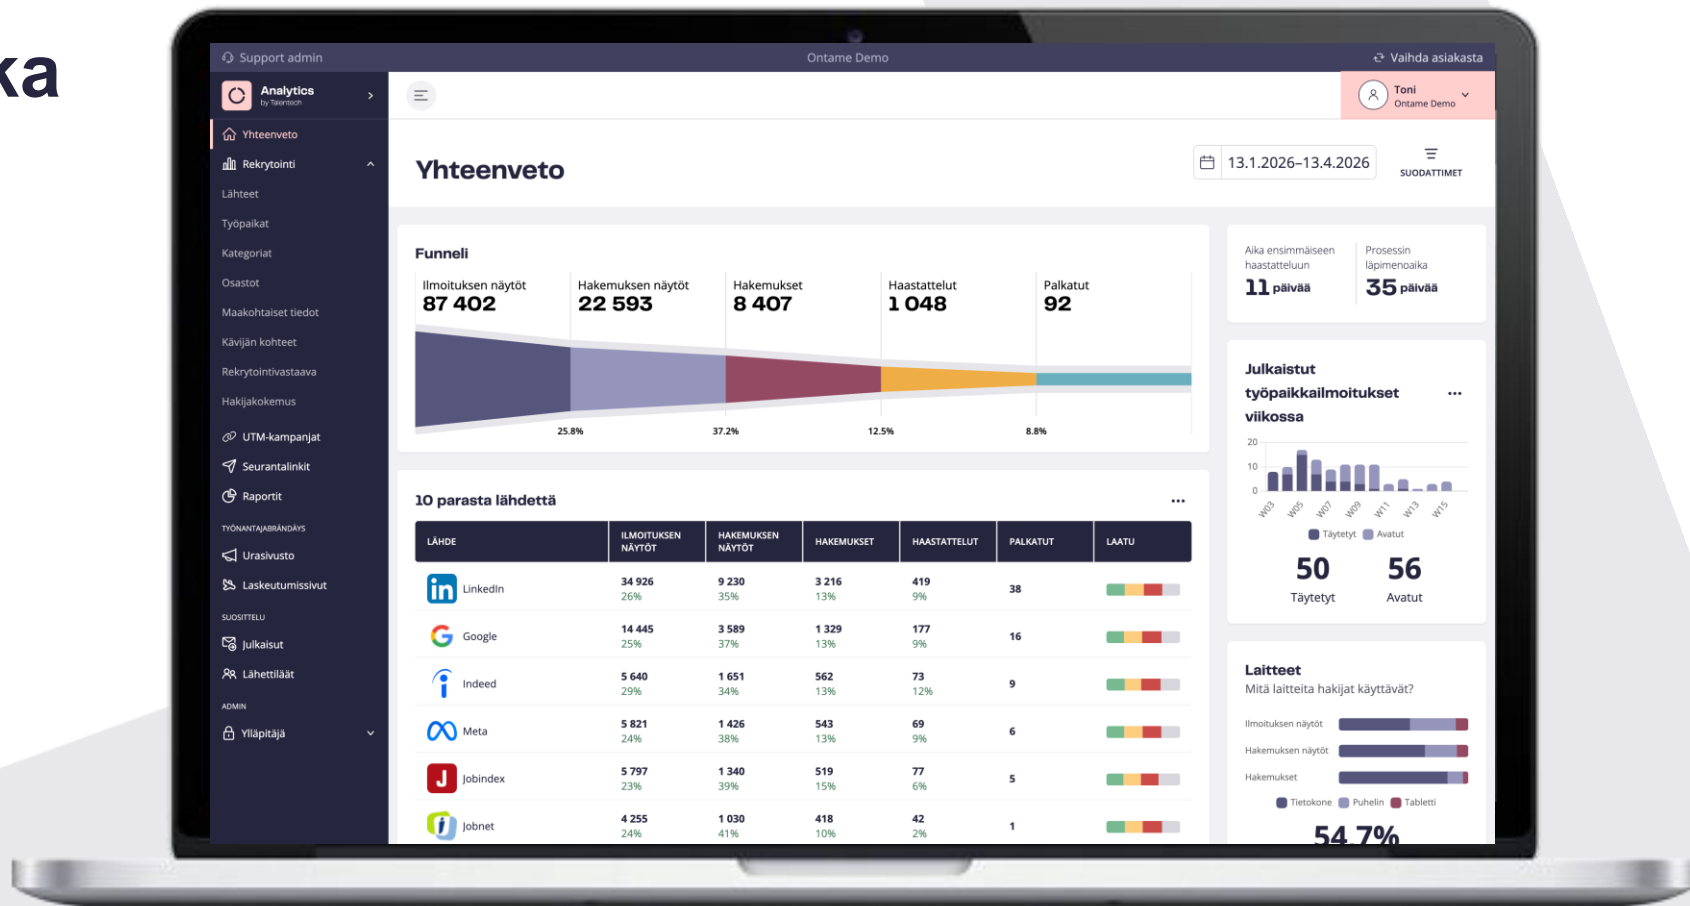 ka
Support admin
Ontame Demo
Vaihda asiakasta
Analytics
by Talentech
Toni
Ontame Demo
Yhteenveto
Rekrytointi
Lähteet
Työpaikat
Kategoriat
Osastot
Maakohtaiset tiedot
Kävijän kohteet
Rekrytointivastaava
Hakijakokemus
UTM-kampanjat
Seurantalinkit
Raportit
TYÖNANTAJABRÄNDÄYS
Urasivusto
Laskeutumissivut
SUOSITTELU
Julkaisut
Lähettiläät
ADMIN
Ylläpitäjä
Yhteenveto
13.1.2026–13.4.2026
SUODATTIMET
Funneli
Ilmoituksen näytöt
87 402
Hakemuksen näytöt
22 593
Hakemukset
8 407
Haastattelut
1 048
Palkatut
92
25.8%
37.2%
12.5%
8.8%
10 parasta lähdettä
LÄHDE
ILMOITUKSEN NÄYTÖT
HAKEMUKSEN NÄYTÖT
HAKEMUKSET
HAASTATTELUT
PALKATUT
LAATU
LinkedIn
34 926 9 230 3 216 419 38
26% 35% 13% 9%
Google
14 445 3 589 1 329 177 16
25% 37% 13% 9%
Indeed
5 640 1 651 562 73 9
29% 34% 13% 12%
Meta
5 821 1 426 543 69 6
24% 38% 13% 9%
J
Jobindex
5 797 1 340 519 77 5
23% 39% 15% 6%
Jobnet
4 255 1 030 418 42 1
24% 41% 10% 2%
Aika ensimmäiseen
haastatteluun
11 päivää
Prosessin
läpimenoaika
35 päivää
Julkaistut
työpaikkailmoitukset
viikossa
20
10
0
W03 W05 W07 W09 W11 W13 W15
Täytetyt Avatut
50 56
Täytetyt Avatut
Laitteet
Mitä laitteita hakijat käyttävät?
Ilmoituksen näytöt
Hakemuksen näytöt
Hakemukset
Tietokone Puhelin Tabletti
54.7%